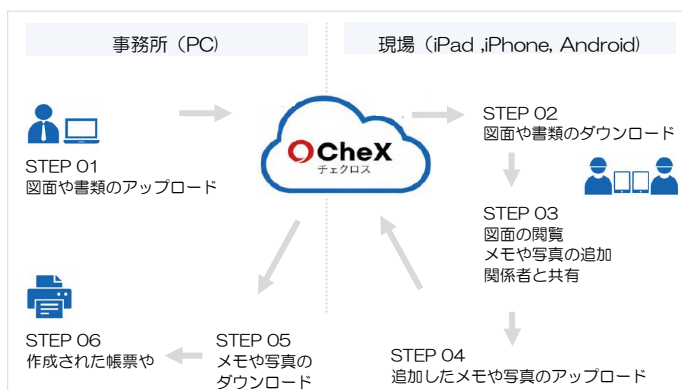 事務所（PC)
現場（iPad ,iPhone, Android)
CheX
チェクロス
STEP 01
図面や書類のアップロード
STEP 02
図面や書類のダウンロード
STEP 03
図面の閲覧
メモや写真の追加
関係者と共有
STEP 04
追加したメモや写真のアップロード
STEP 05
メモや写真の
ダウンロード
STEP 06
作成された帳票や